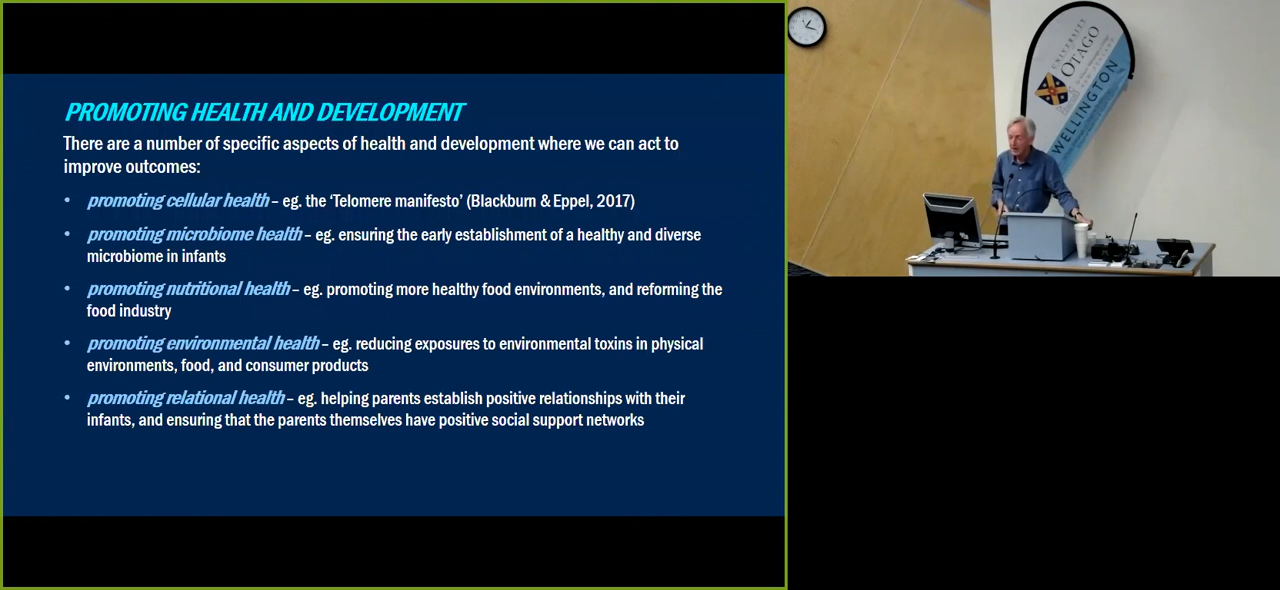 PROMOTING HEALTH AND DEVELOPMENT
There are a number of specific aspects of health and development where we can act to
improve outcomes:
• promoting cellular health – eg. the ‘Telomere manifesto’ (Blackburn & Eppel, 2017)
• promoting microbiome health – eg. ensuring the early establishment of a healthy and diverse
microbiome in infants
• promoting nutritional health – eg. promoting more healthy food environments, and reforming the
food industry
• promoting environmental health – eg. reducing exposures to environmental toxins in physical
environments, food, and consumer products
• promoting relational health – eg. helping parents establish positive relationships with their
infants, and ensuring that the parents themselves have positive social support networks
UNIVERSITY
OTAGO
WELLINGTON